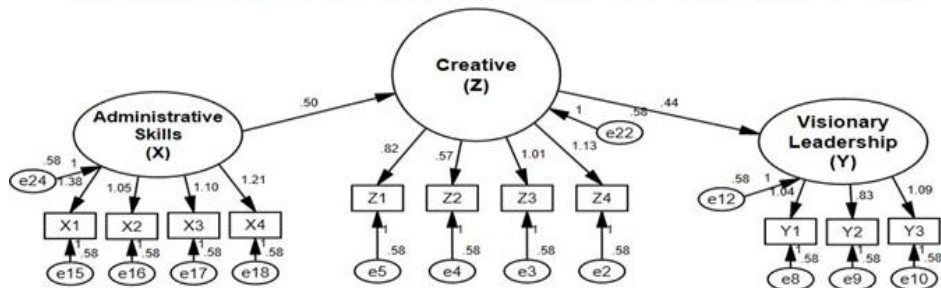 Creative
(Z)
.50
.44
Administrative
Skills
(X)
Visionary
Leadership
(Y)
.58
1
e22
.82
.57
1.01
1.13
.58
1
e24
1.38
1.05
1.10
1.21
.58
1
e12
1.04
.83
1.09
Z1
Z2
Z3
Z4
X1
X2
X3
X4
Y1
Y2
Y3
1
1
1
1
1
1
1
1
1
1
1
.58
.58
.58
.58
.58
.58
.58
.58
.58
.58
.58
e15
e16
e17
e18
e5
e4
e3
e2
e8
e9
e10